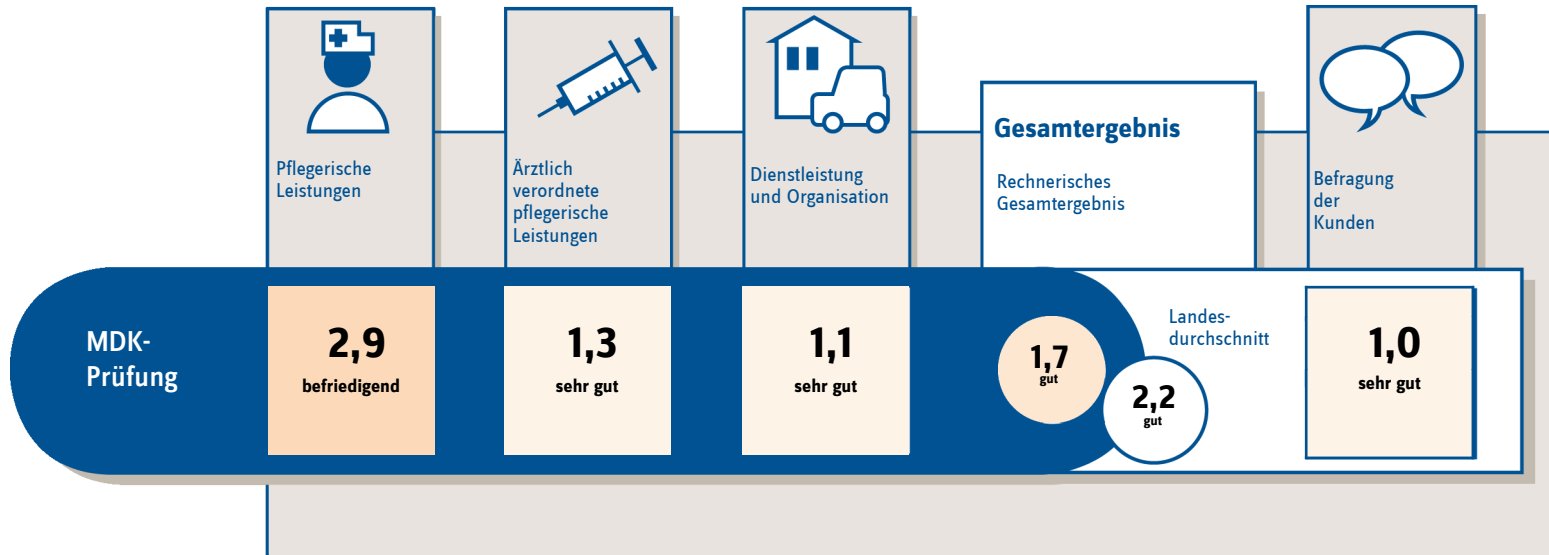 Pflegerische
Leistungen
Ärztlich
verordnete
pflegerische
Leistungen
Dienstleistung
und Organisation
Gesamtergebnis
Rechnerisches
Gesamtergebnis
Befragung
der
Kunden
MDK-
Prüfung
2,9
befriedigend
1,3
sehr gut
1,1
sehr gut
1,7
gut
Landes-
durchschnitt
2,2
gut
1,0
sehr gut